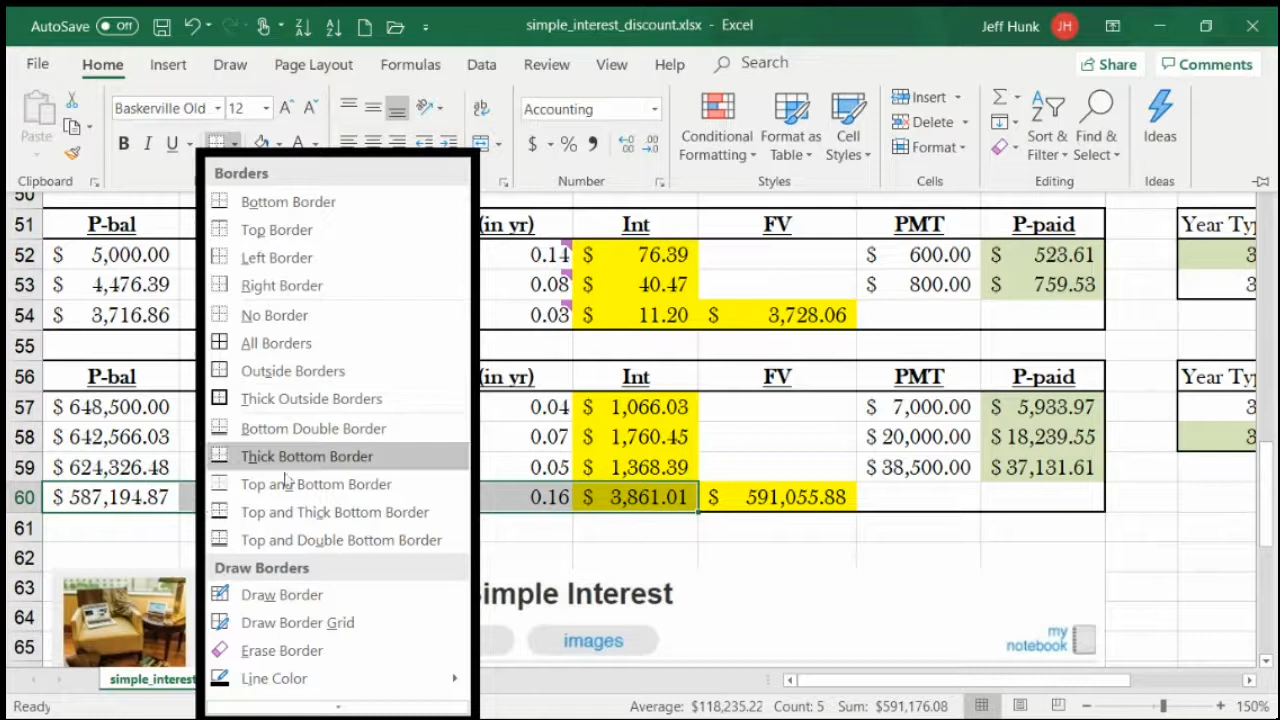 AutoSave Off simple_interest_discount.xlsx - Excel Jeff Hunk JH
File Home Insert Draw Page Layout Formulas Data Review View Help Search Share Comments
Paste Baskerville Old 12 A A ab Accounting
B I U A $ % 9 .00
Conditional Formatting Format as Table Cell Styles
Insert Delete Format
Sort & Filter Find & Select Ideas
Clipboard Number Styles Cells Editing Ideas
Borders
Bottom Border
Top Border
Left Border
Right Border
No Border
All Borders
Outside Borders
Thick Outside Borders
Bottom Double Border
Thick Bottom Border
Top and Bottom Border
Top and Thick Bottom Border
Top and Double Bottom Border
Draw Borders
Draw Border
Draw Border Grid
Erase Border
Line Color
50
51 P-bal (in yr) Int FV PMT P-paid Year Typ
52 $ 5,000.00 0.14 $ 76.39 $ 600.00 $ 523.61 3
53 $ 4,476.39 0.08 $ 40.47 $ 800.00 $ 759.53 3
54 $ 3,716.86 0.03 $ 11.20 $ 3,728.06
55
56 P-bal (in yr) Int FV PMT P-paid Year Typ
57 $ 648,500.00 0.04 $ 1,066.03 $ 7,000.00 $ 5,933.97 3
58 $ 642,566.03 0.07 $ 1,760.45 $ 20,000.00 $ 18,239.55 3
59 $ 624,326.48 0.05 $ 1,368.39 $ 38,500.00 $ 37,131.61
60 $ 587,194.87 0.16 $ 3,861.01 $ 591,055.88
61
62
63 Simple Interest
64
65 images my notebook
simple_interest
Ready Average: $118,235.22 Count: 5 Sum: $591,176.08 150%